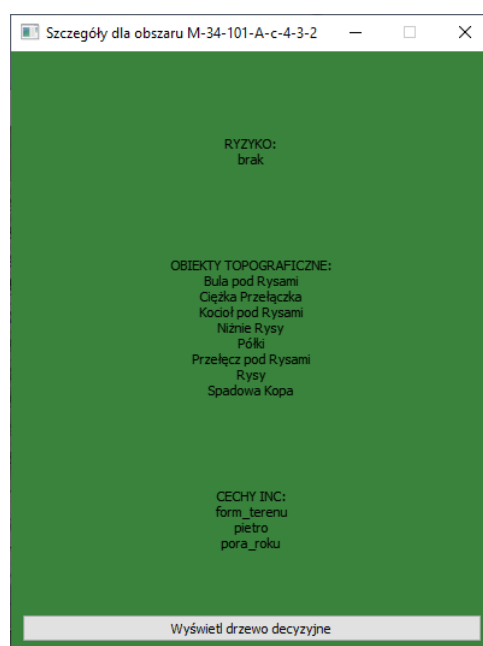 Szczegóły dla obszaru M-34-101-A-c-4-3-2
RYZYKO:
brak
OBIEKTY TOPOGRAFICZNE:
Bula pod Rysami
Ciężka Przełączka
Kocioł pod Rysami
Niżnie Rysy
Półki
Przełęcz pod Rysami
Rysy
Spadowa Kopa
CECHY INC:
form_terenu
pietro
pora_roku
Wyświetl drzewo decyzyjne